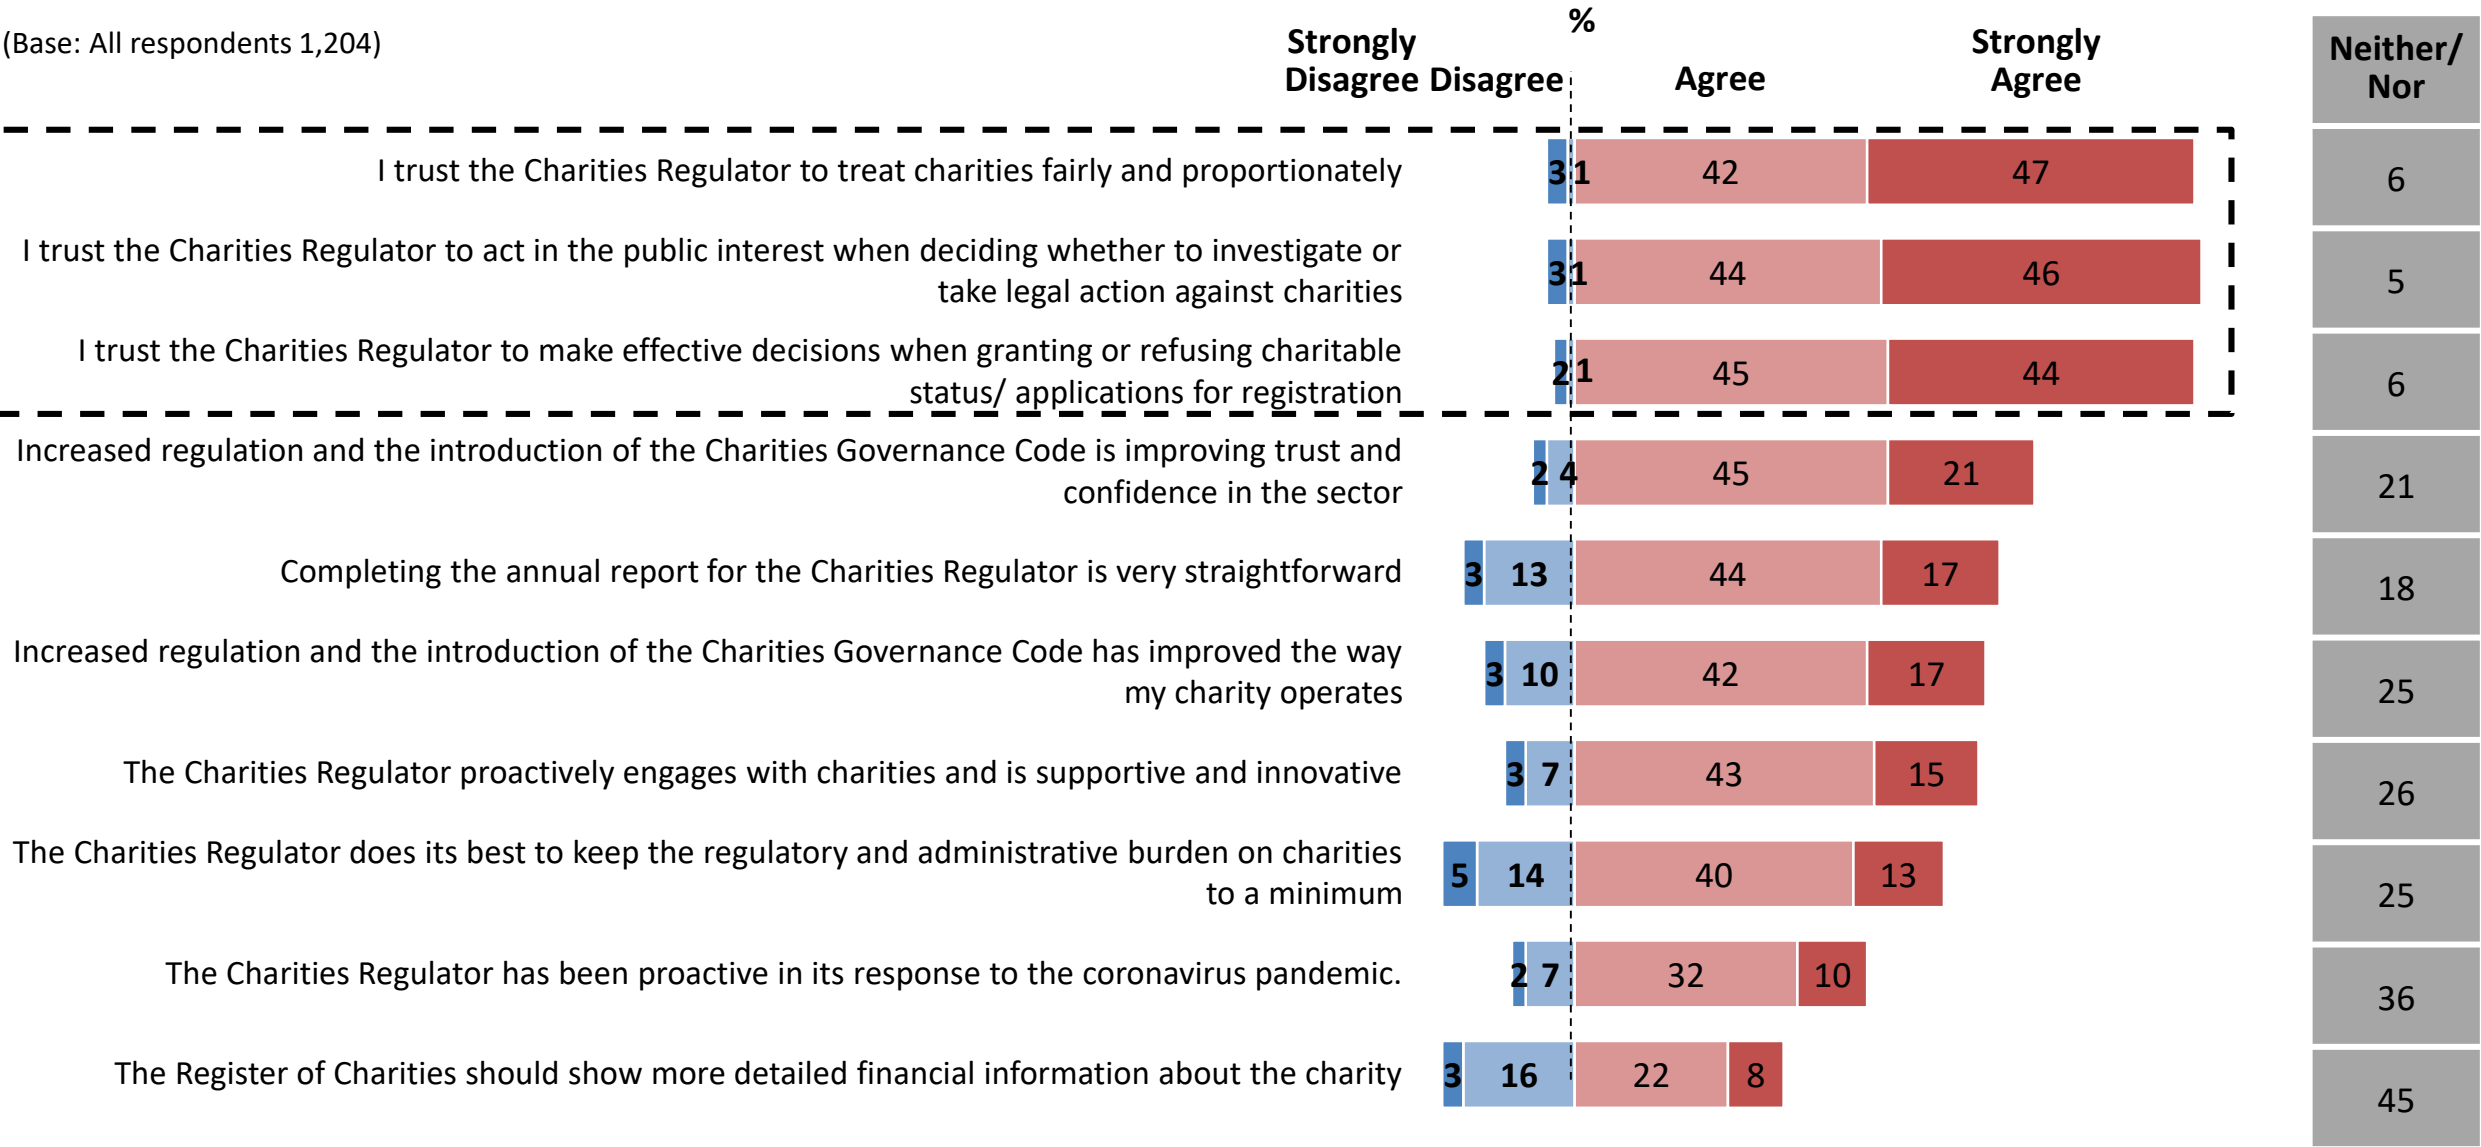 %
(Base: All respondents 1,204)
Strongly Disagree
Disagree
Agree
Strongly Agree
Neither/ Nor
I trust the Charities Regulator to treat charities fairly and proportionately
3 1 42 47 6
I trust the Charities Regulator to act in the public interest when deciding whether to investigate or
take legal action against charities
3 1 44 46 5
I trust the Charities Regulator to make effective decisions when granting or refusing charitable
status/ applications for registration
2 1 45 44 6
Increased regulation and the introduction of the Charities Governance Code is improving trust and
confidence in the sector
2 4 45 21 21
Completing the annual report for the Charities Regulator is very straightforward
3 13 44 17 18
Increased regulation and the introduction of the Charities Governance Code has improved the way
my charity operates
3 10 42 17 25
The Charities Regulator proactively engages with charities and is supportive and innovative
3 7 43 15 26
The Charities Regulator does its best to keep the regulatory and administrative burden on charities
to a minimum
5 14 40 13 25
The Charities Regulator has been proactive in its response to the coronavirus pandemic.
2 7 32 10 36
The Register of Charities should show more detailed financial information about the charity
3 16 22 8 45